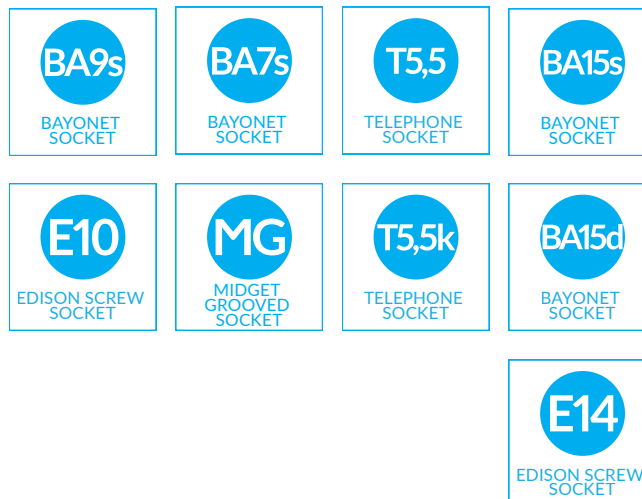 BA9s
BAYONET
SOCKET
BA7s
BAYONET
SOCKET
T5,5
TELEPHONE
SOCKET
BA15s
BAYONET
SOCKET
E10
EDISON SCREW
SOCKET
MG
MIDGET
GROOVED
SOCKET
T5,5k
TELEPHONE
SOCKET
BA15d
BAYONET
SOCKET
E14
EDISON SCREW
SOCKET